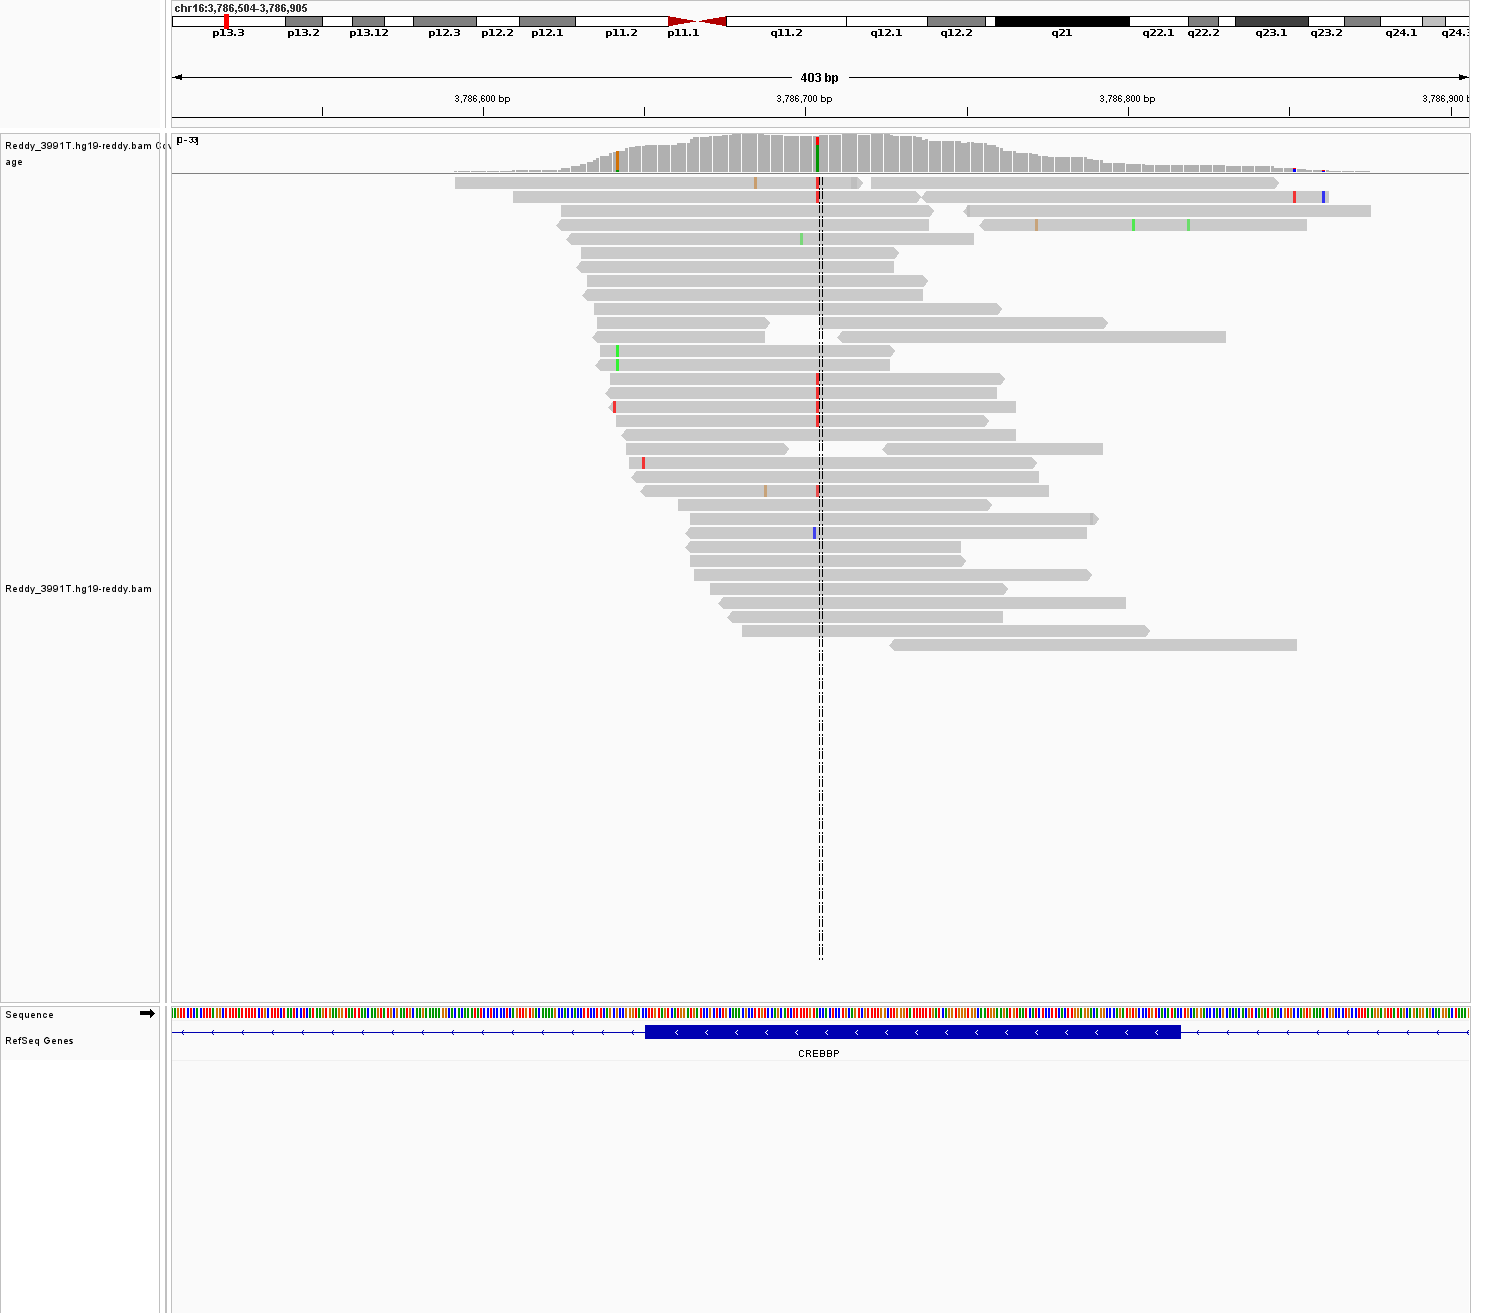 chr16:3,786,504-3,786,905
p13.3 p13.2 p13.12 p12.3 p12.2 p12.1 p11.2 p11.1 q11.2 q12.1 q12.2 q21 q22.1 q22.2 q23.1 q23.2 q24.1 q24.3
403 bp
3,786,600 bp 3,786,700 bp 3,786,800 bp 3,786,900 b
Reddy_3991T.hg19-reddy.bam Cov
age
[0-33]
Reddy_3991T.hg19-reddy.bam
Sequence
RefSeq Genes
CREBBP